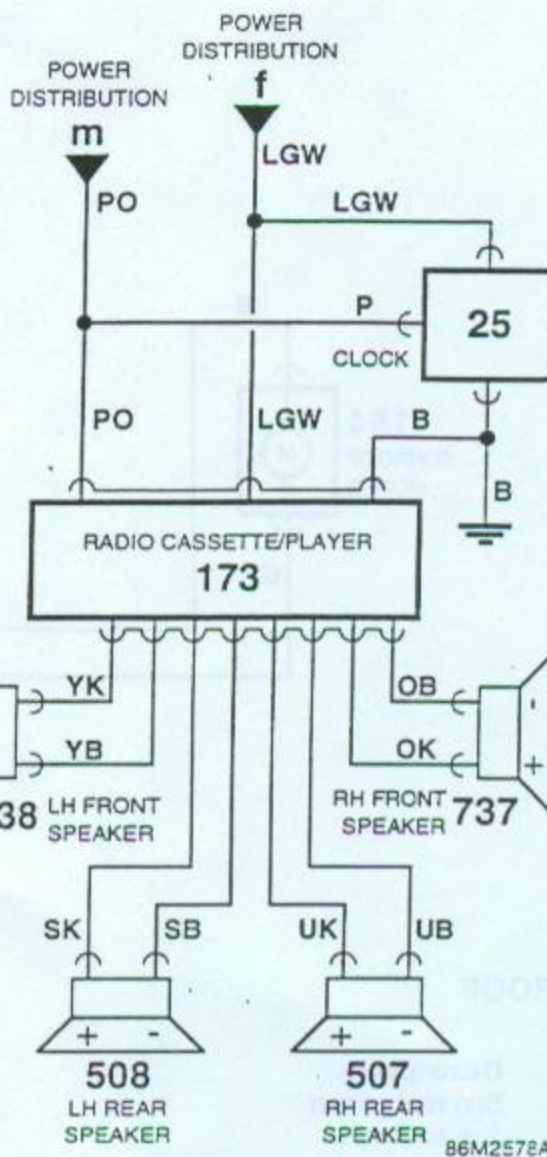 POWER
DISTRIBUTION
f
POWER
DISTRIBUTION
m
LGW
PO
LGW
P
25
CLOCK
PO
LGW
B
B
RADIO CASSETTE/PLAYER
173
YK
OB
-
YB
OK
+
38 LH FRONT
SPEAKER
RH FRONT 737
SPEAKER
SK
SB
UK
UB
+ -
+ -
508
507
LH REAR
SPEAKER
RH REAR
SPEAKER
86M2578A